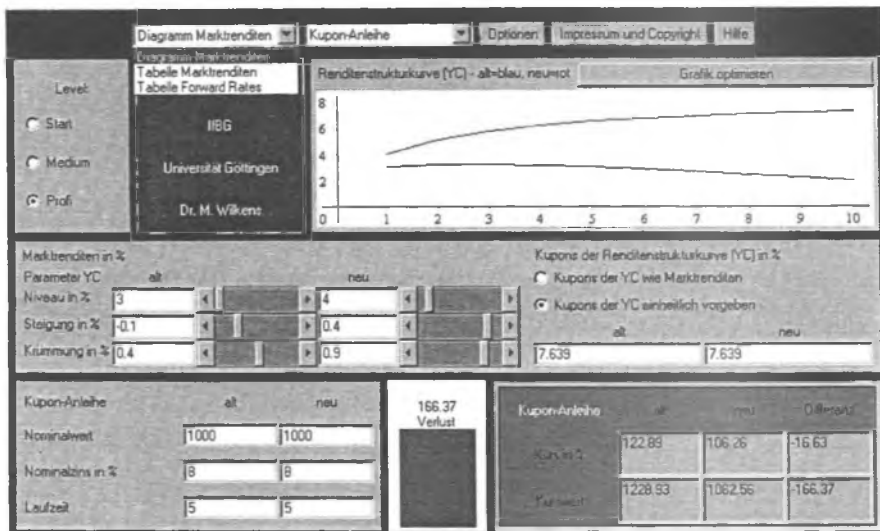 Diagramm Marktrenditen Kupon-Anleihe Optionen Impressum und Copyright Hilfe
Diagramm Marktrenditen
Tabelle Marktrenditen
Tabelle Forward Rates
Level:
Start
Medium
Profi
IIBG
Universität Göttingen
Dr. M. Wilkens
Renditenstrukturkurve (YC) - alt=blau, neu=rot Grafik optimieren
8
6
4
2
0 1 2 3 4 5 6 7 8 9 10
Marktrenditen in %
Parameter YC alt neu
Niveau in % 3 4
Steigung in % -0.1 0.4
Krümmung in % 0.4 0.9
Kupons der Renditenstrukturkurve (YC) in %
Kupons der YC wie Marktrenditen
Kupons der YC einheitlich vorgeben
alt neu
7.639 7.639
Kupon-Anleihe alt neu
Nominalwert 1000 1000
Nominalzins in % 8 8
Laufzeit 5 5
166.37
Verlust
Kupon-Anleihe alt neu Differenz
Kurs in % 122.89 106.26 -16.63
Kurswert 1228.93 1062.56 -166.37